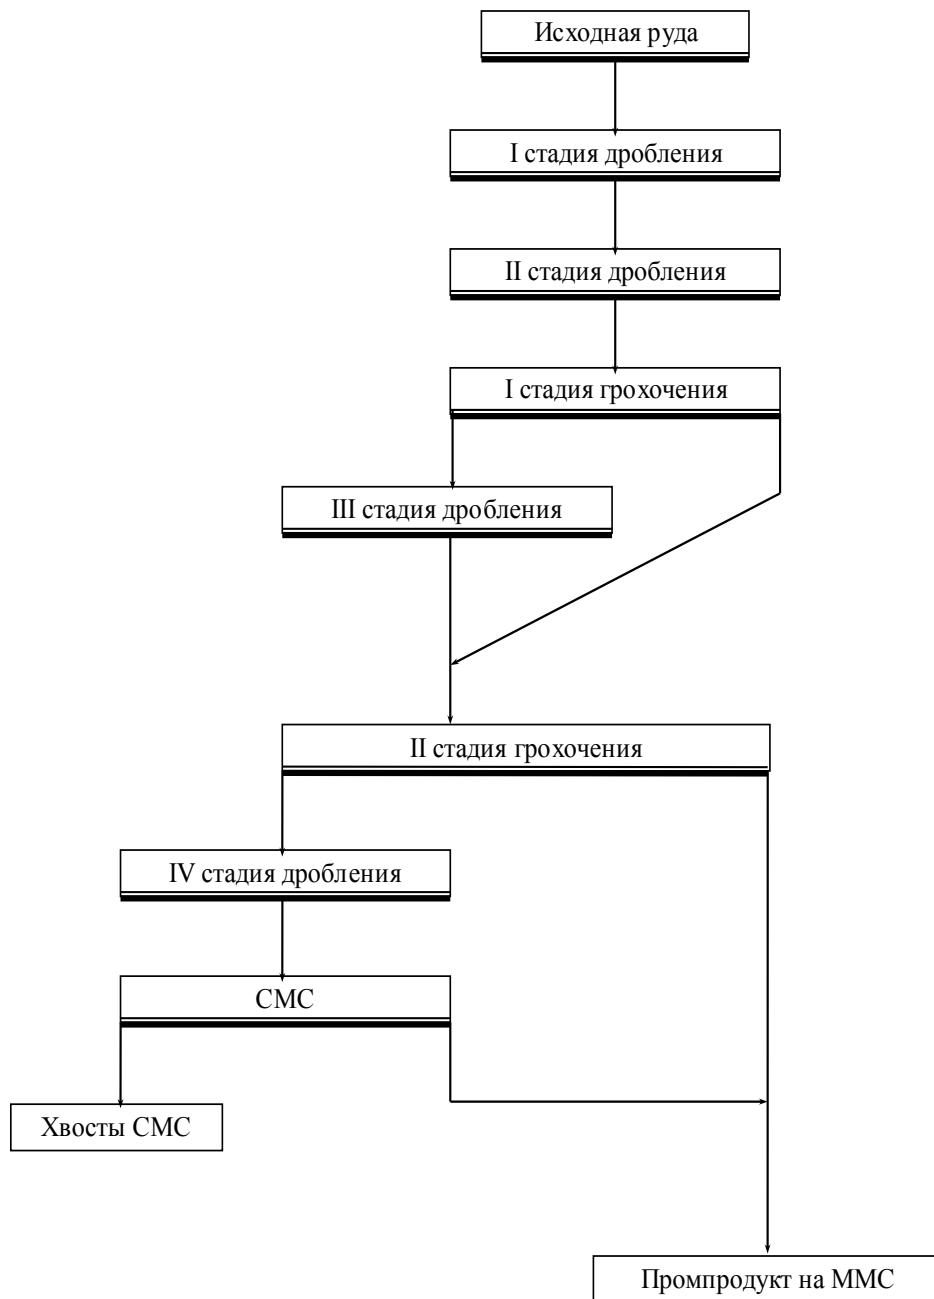 Исходная руда
I стадия дробления
II стадия дробления
I стадия грохочения
III стадия дробления
II стадия грохочения
IV стадия дробления
СМС
Хвосты СМС
Промпродукт на ММС